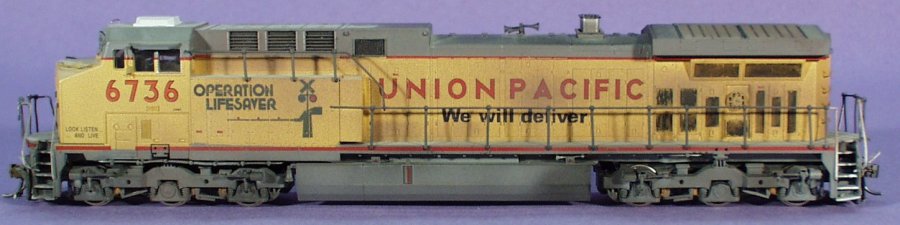 6736
OPERATION
LIFESAVER
LOOK LISTEN
AND LIVE
UNION PACIFIC
We will deliver